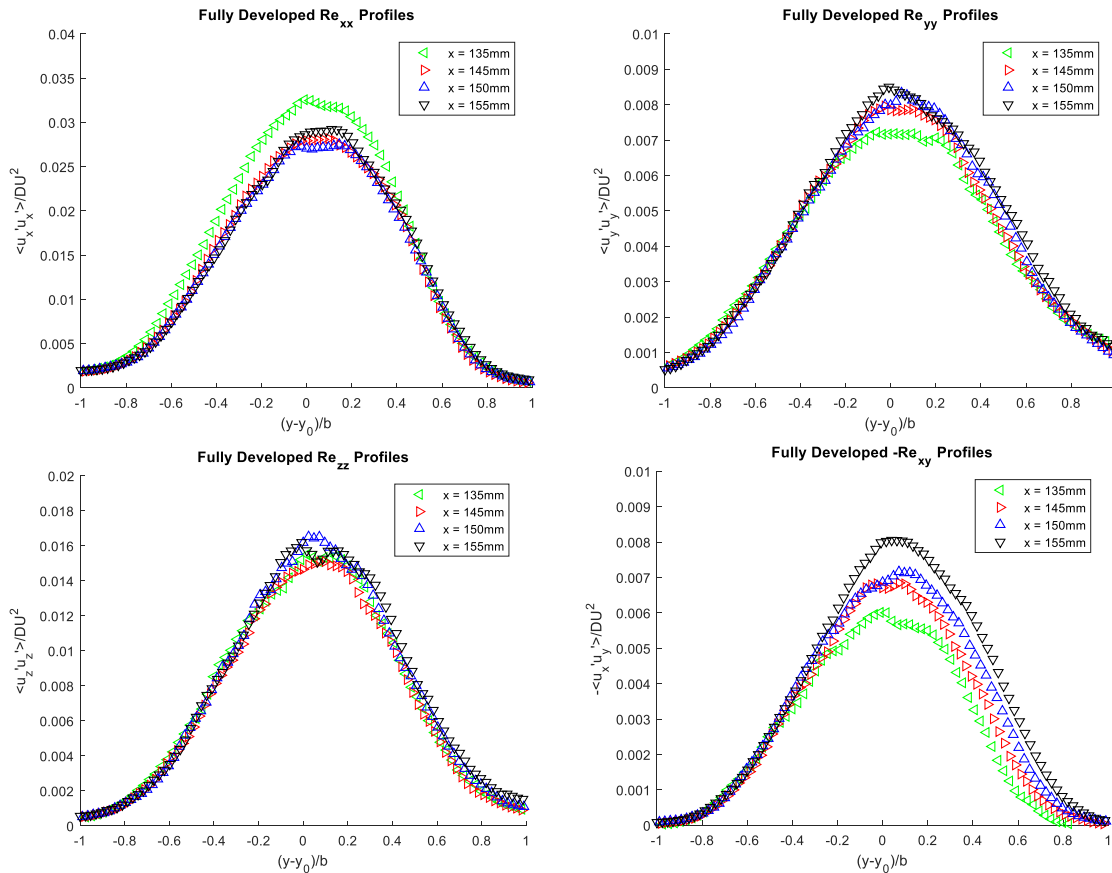 Fully Developed Re_xx Profiles
<u_x'u_x'>/DU^2
0.04
0.035
0.03
0.025
0.02
0.015
0.01
0.005
0
-1 -0.8 -0.6 -0.4 -0.2 0 0.2 0.4 0.6 0.8 1
(y-y_0)/b
x = 135mm
x = 145mm
x = 150mm
x = 155mm
Fully Developed Re_yy Profiles
<u_y'u_y'>/DU^2
0.01
0.009
0.008
0.007
0.006
0.005
0.004
0.003
0.002
0.001
0
-1 -0.8 -0.6 -0.4 -0.2 0 0.2 0.4 0.6 0.8
(y-y_0)/b
x = 135mm
x = 145mm
x = 150mm
x = 155mm
Fully Developed Re_zz Profiles
<u_z'u_z'>/DU^2
0.02
0.018
0.016
0.014
0.012
0.01
0.008
0.006
0.004
0.002
0
-1 -0.8 -0.6 -0.4 -0.2 0 0.2 0.4 0.6 0.8 1
(y-y_0)/b
x = 135mm
x = 145mm
x = 150mm
x = 155mm
Fully Developed -Re_xy Profiles
-<u_x'u_y'>/DU^2
0.01
0.009
0.008
0.007
0.006
0.005
0.004
0.003
0.002
0.001
0
-1 -0.8 -0.6 -0.4 -0.2 0 0.2 0.4 0.6 0.8 1
(y-y_0)/b
x = 135mm
x = 145mm
x = 150mm
x = 155mm